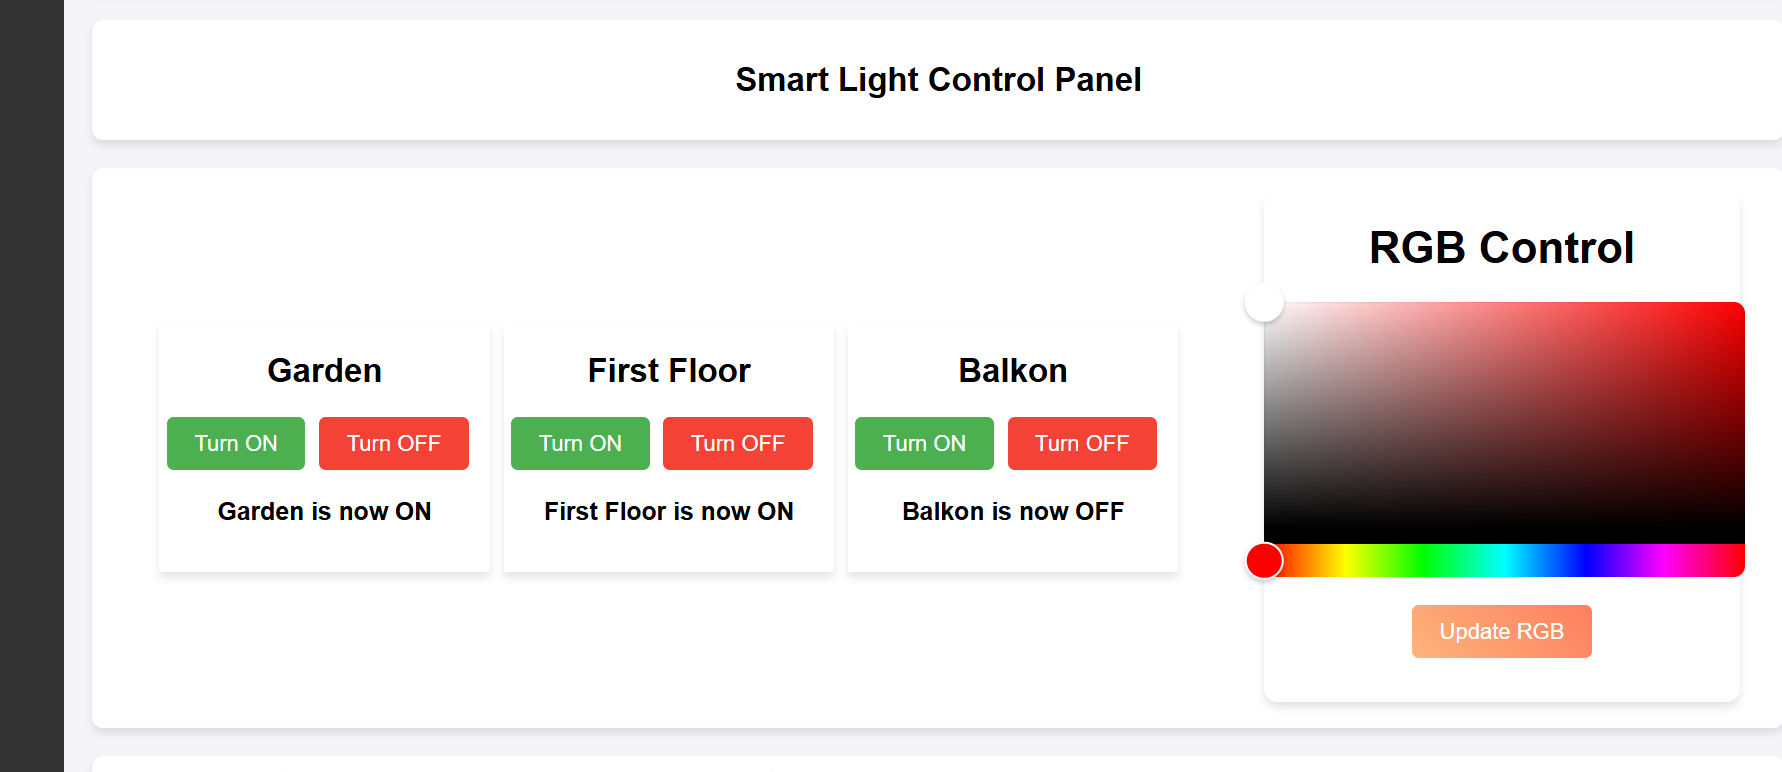 Smart Light Control Panel
RGB Control
Garden
Turn ON
Turn OFF
Garden is now ON
First Floor
Turn ON
Turn OFF
First Floor is now ON
Balkon
Turn ON
Turn OFF
Balkon is now OFF
Update RGB